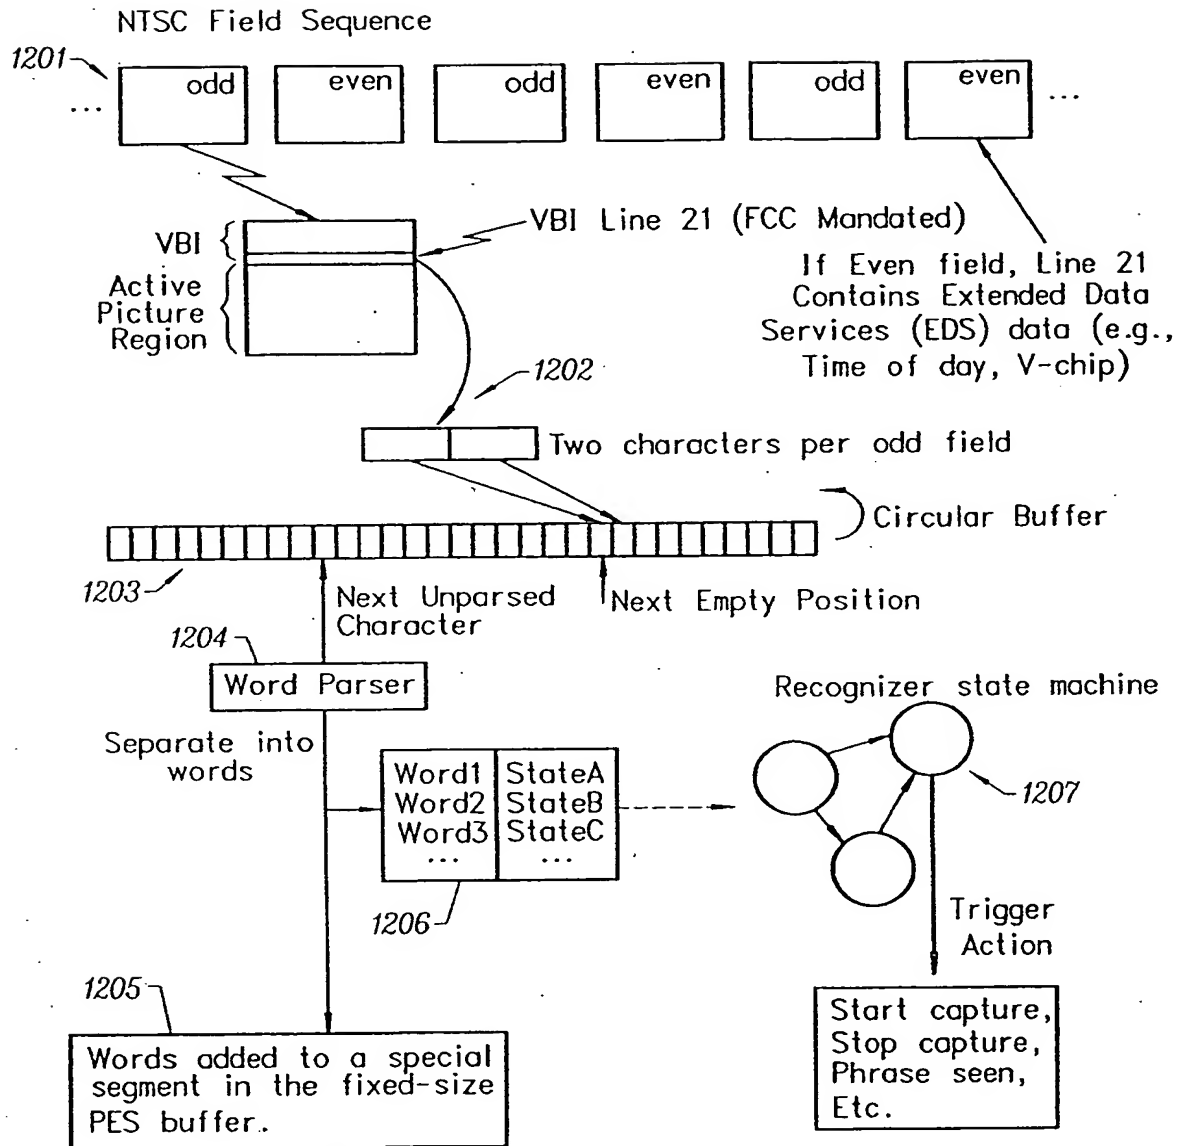 NTSC Field Sequence
1201
... odd even odd even odd even ...
VBI
VBI Line 21 (FCC Mandated)
Active
Picture
Region
If Even field, Line 21
Contains Extended Data
Services (EDS) data (e.g.,
Time of day, V-chip)
1202
Two characters per odd field
Circular Buffer
1203
Next Unparsed
Character
Next Empty Position
1204
Word Parser
Separate into
words
Word1 StateA
Word2 StateB
Word3 StateC
... ...
1206
Recognizer state machine
1207
Trigger
Action
1205
Words added to a special
segment in the fixed-size
PES buffer.
Start capture,
Stop capture,
Phrase seen,
Etc.